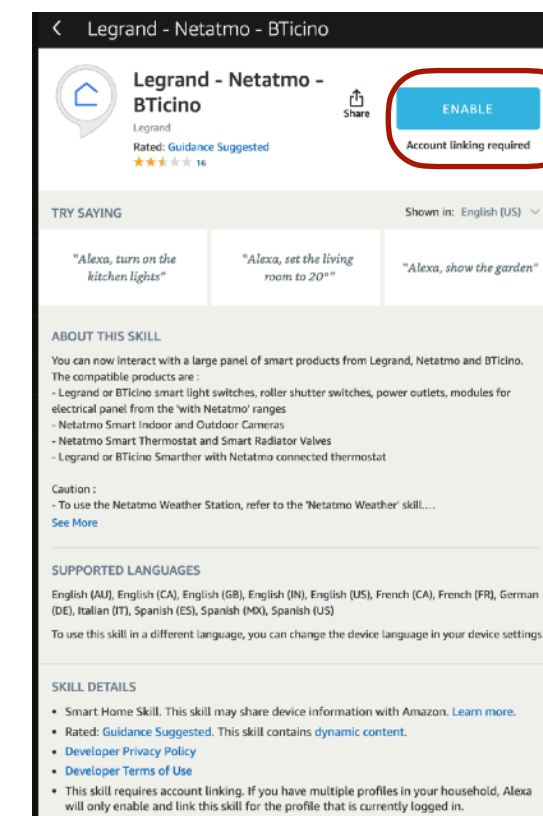 Legrand - Netatmo - BTicino
Legrand - Netatmo -
BTicino
Legrand
Rated: Guidance Suggested
16
Share
ENABLE
Account linking required
TRY SAYING
Shown in: English (US)
"Alexa, turn on the
kitchen lights"
"Alexa, set the living
room to 20°"
"Alexa, show the garden"
ABOUT THIS SKILL
You can now interact with a large panel of smart products from Legrand, Netatmo and BTicino.
The compatible products are :
- Legrand or BTicino smart light switches, roller shutter switches, power outlets, modules for
electrical panel from the 'with Netatmo' ranges
- Netatmo Smart Indoor and Outdoor Cameras
- Netatmo Smart Thermostat and Smart Radiator Valves
- Legrand or BTicino Smarther with Netatmo connected thermostat
Caution :
- To use the Netatmo Weather Station, refer to the 'Netatmo Weather' skill....
See More
SUPPORTED LANGUAGES
English (AU), English (CA), English (GB), English (IN), English (US), French (CA), French (FR), German
(DE), Italian (IT), Spanish (ES), Spanish (MX), Spanish (US)
To use this skill in a different language, you can change the device language in your device settings
SKILL DETAILS
• Smart Home Skill. This skill may share device information with Amazon. Learn more.
• Rated: Guidance Suggested. This skill contains dynamic content.
• Developer Privacy Policy
• Developer Terms of Use
• This skill requires account linking. If you have multiple profiles in your household, Alexa
will only enable and link this skill for the profile that is currently logged in.